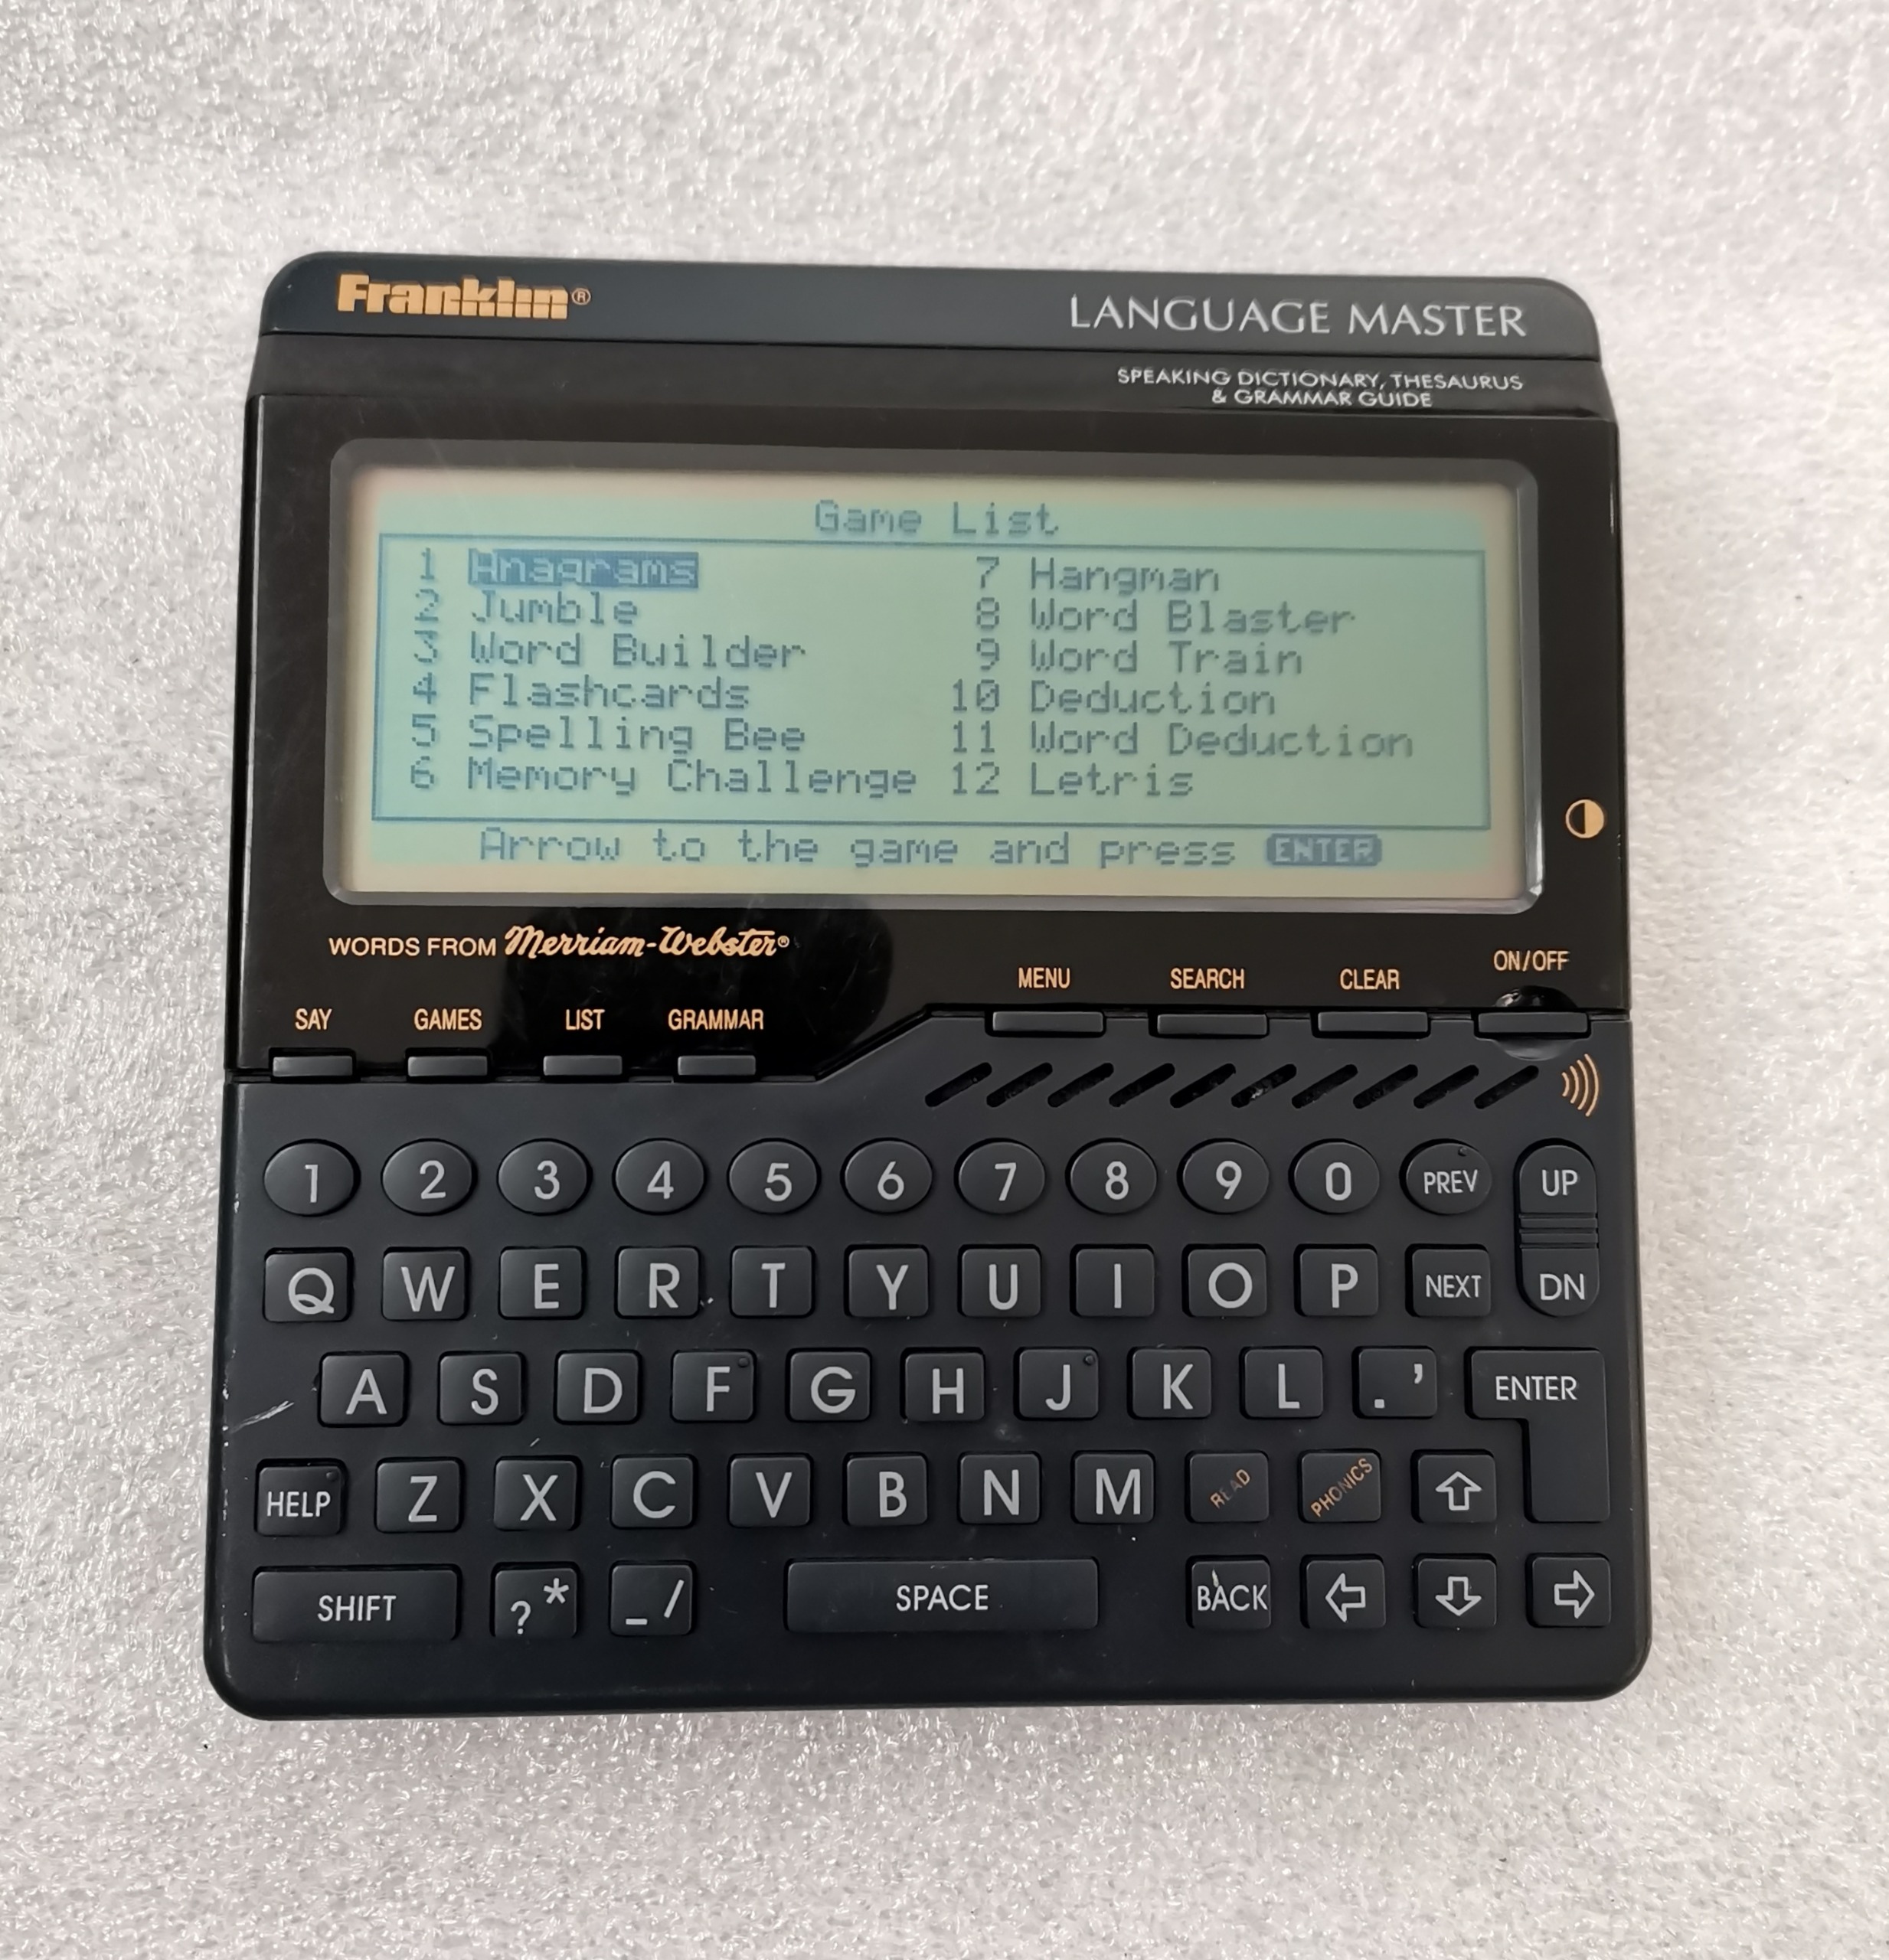 Franklin®
LANGUAGE MASTER
SPEAKING DICTIONARY, THESAURUS
& GRAMMAR GUIDE
Game List
1 Anagrams
2 Jumble
3 Word Builder
4 Flashcards
5 Spelling Bee
6 Memory Challenge
7 Hangman
8 Word Blaster
9 Word Train
10 Deduction
11 Word Deduction
12 Letris
Arrow to the game and press ENTER
WORDS FROM Merriam-Webster®
SAY GAMES LIST GRAMMAR
MENU SEARCH CLEAR ON/OFF
1 2 3 4 5 6 7 8 9 0 PREV UP
Q W E R T Y U I O P NEXT DN
A S D F G H J K L . ’ ENTER
HELP Z X C V B N M READ PHONICS ⇧
SHIFT ? * _ / SPACE BACK ⇦ ⇩ ⇨